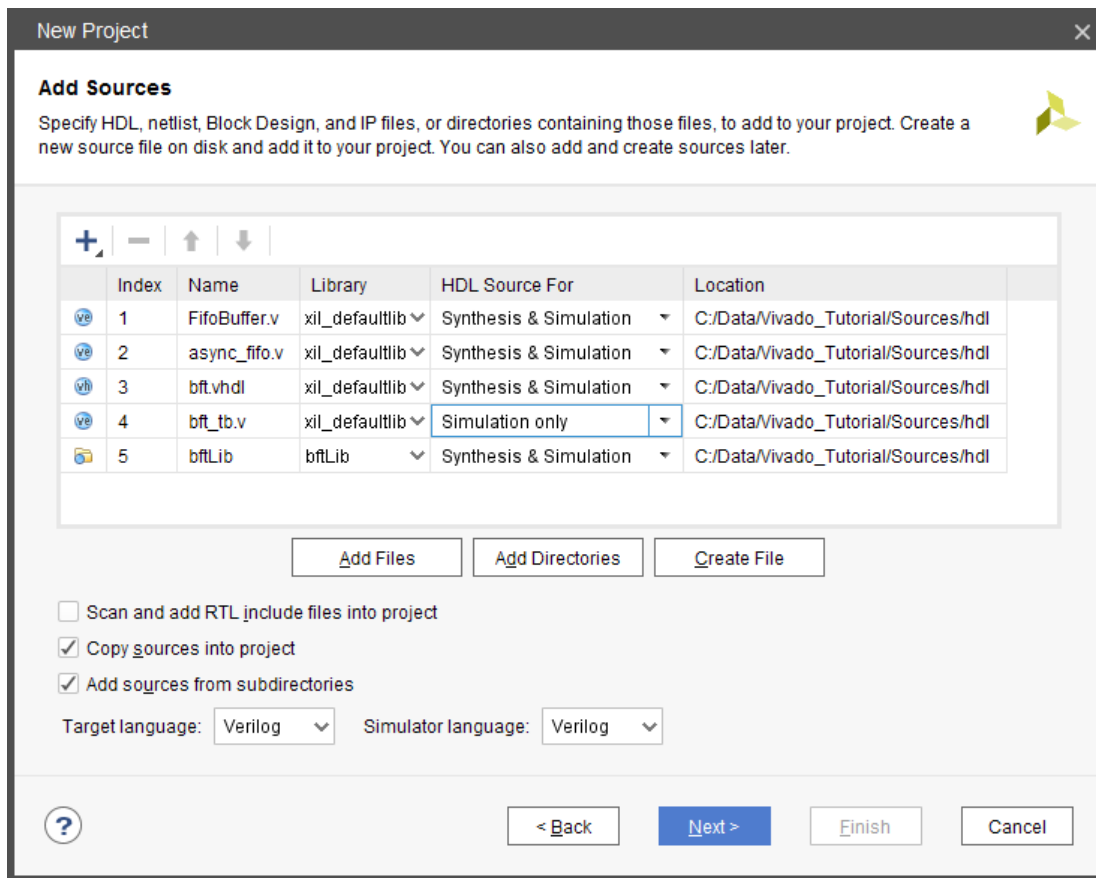 New Project
Add Sources
Specify HDL, netlist, Block Design, and IP files, or directories containing those files, to add to your project. Create a
new source file on disk and add it to your project. You can also add and create sources later.
Index Name Library HDL Source For Location
ve 1 FifoBuffer.v xil_defaultlib Synthesis & Simulation C:/Data/Vivado_Tutorial/Sources/hdl
ve 2 async_fifo.v xil_defaultlib Synthesis & Simulation C:/Data/Vivado_Tutorial/Sources/hdl
vh 3 bft.vhdl xil_defaultlib Synthesis & Simulation C:/Data/Vivado_Tutorial/Sources/hdl
ve 4 bft_tb.v xil_defaultlib Simulation only C:/Data/Vivado_Tutorial/Sources/hdl
5 bftLib bftLib Synthesis & Simulation C:/Data/Vivado_Tutorial/Sources/hdl
Add Files Add Directories Create File
Scan and add RTL include files into project
Copy sources into project
Add sources from subdirectories
Target language: Verilog Simulator language: Verilog
? < Back Next > Finish Cancel